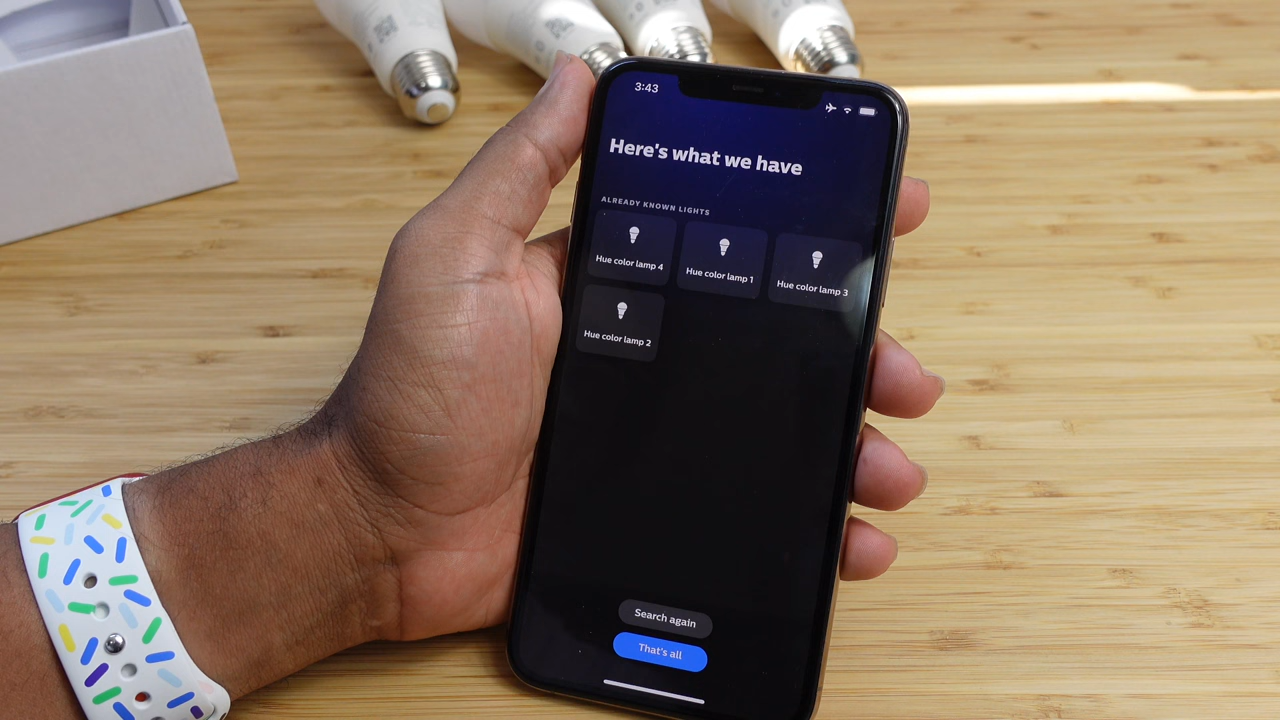 3:43
Here's what we have
ALREADY KNOWN LIGHTS
Hue color lamp 4
Hue color lamp 1
Hue color lamp 3
Hue color lamp 2
Search again
That's all